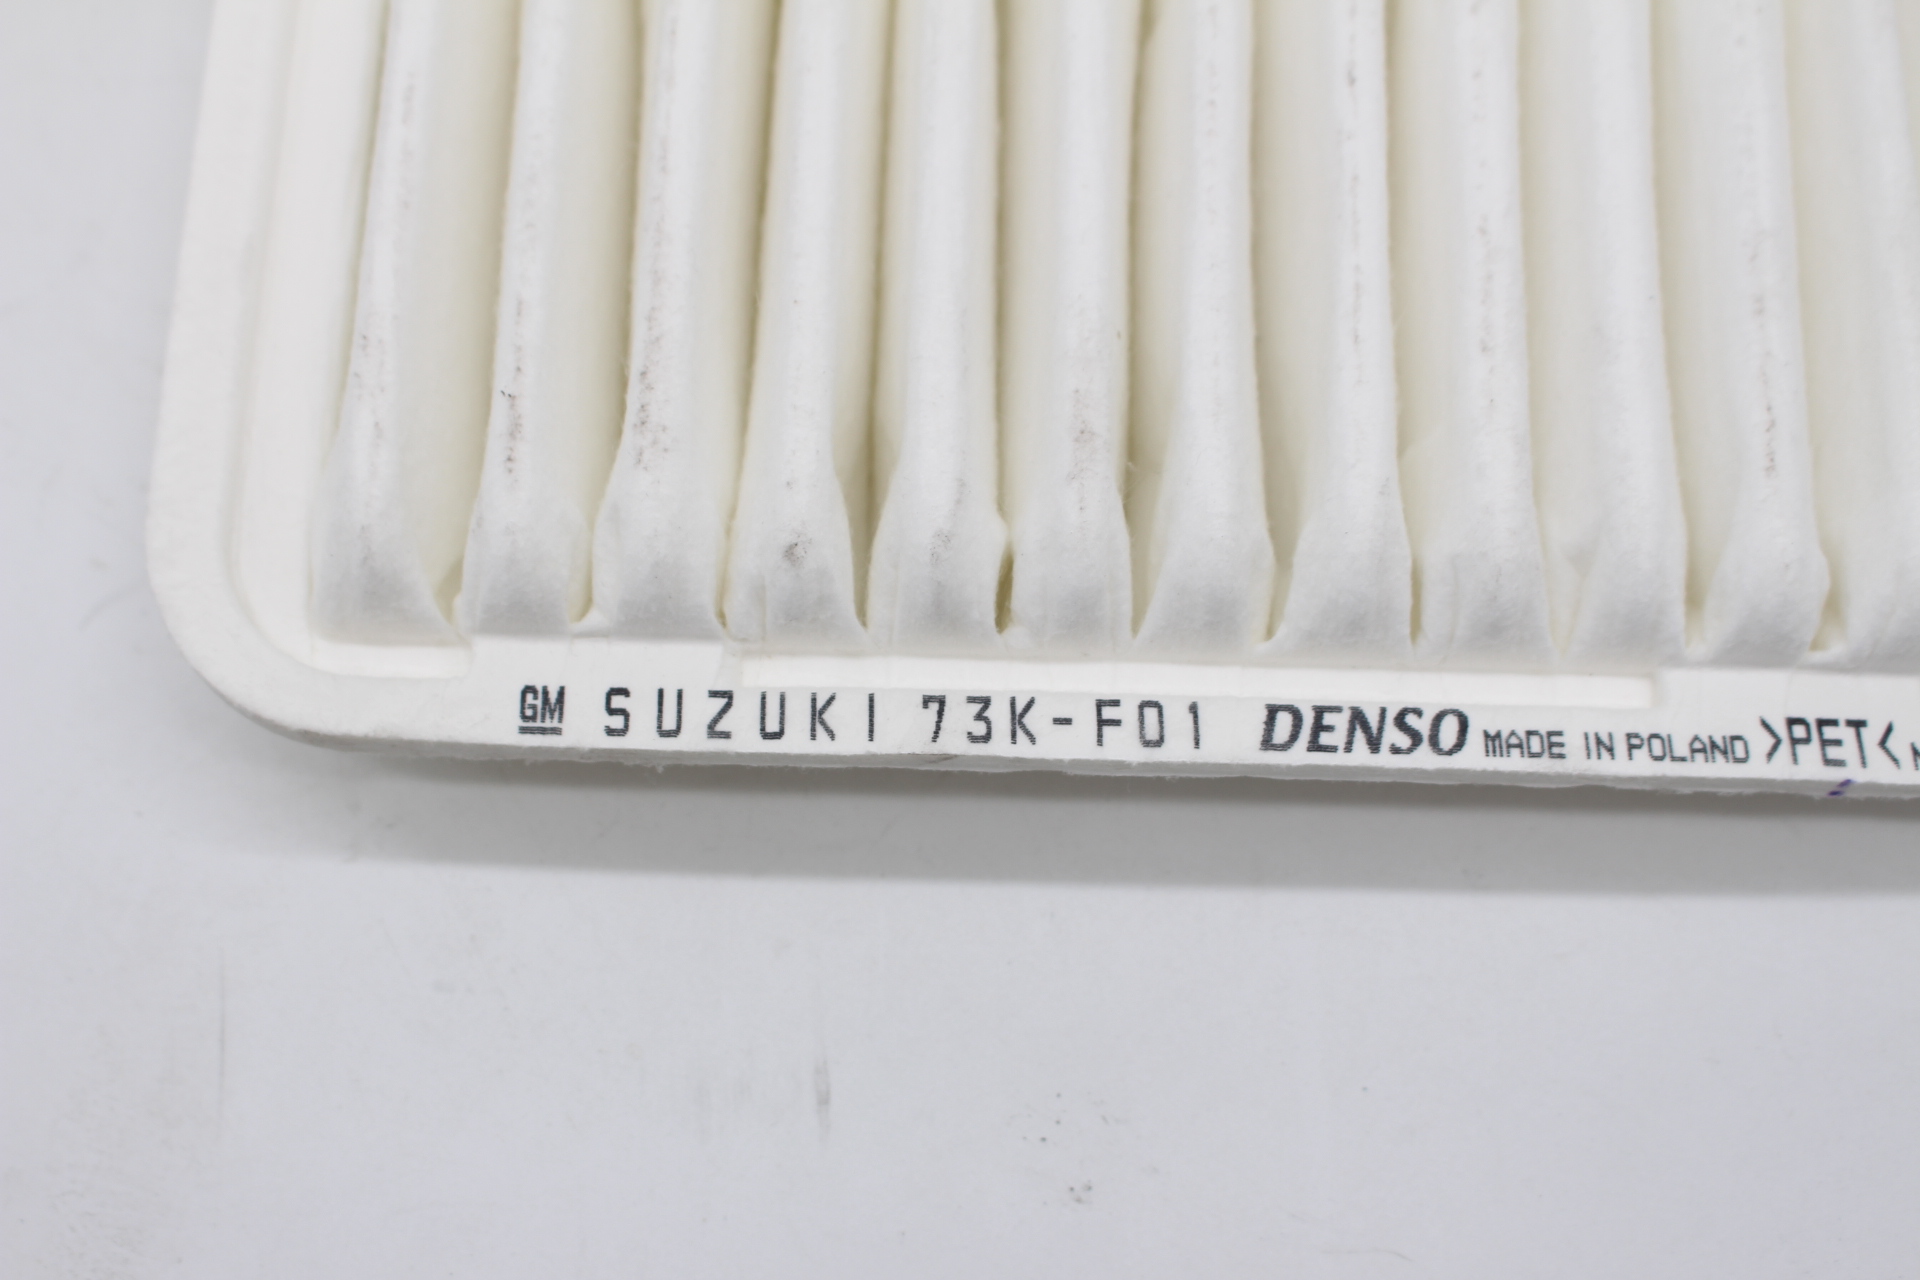 GM SUZUKI 73K-F01 DENSO MADE IN POLAND >PET<